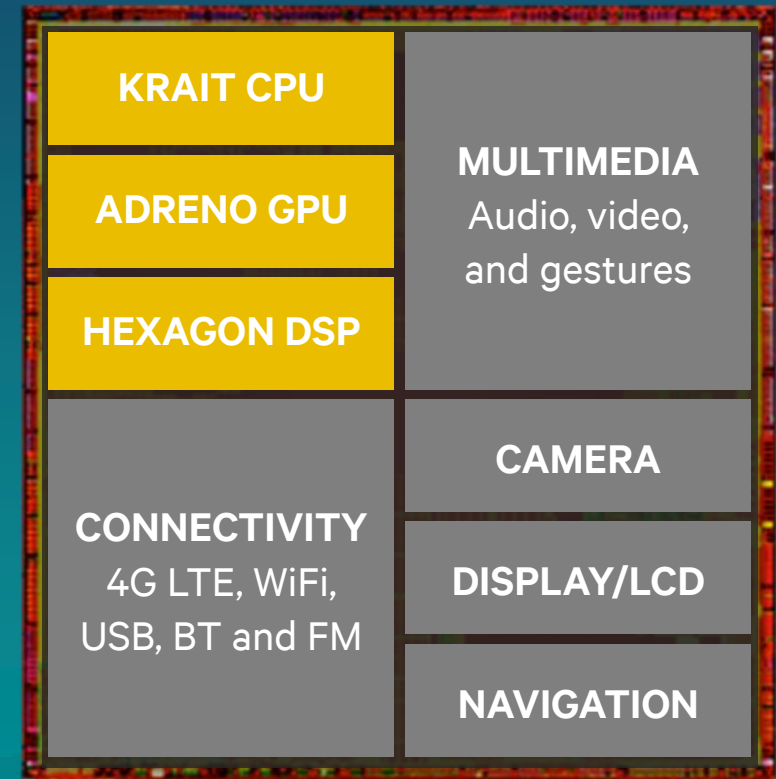 KRAIT CPU
ADRENO GPU
HEXAGON DSP
CONNECTIVITY
4G LTE, WiFi,
USB, BT and FM
MULTIMEDIA
Audio, video,
and gestures
CAMERA
DISPLAY/LCD
NAVIGATION